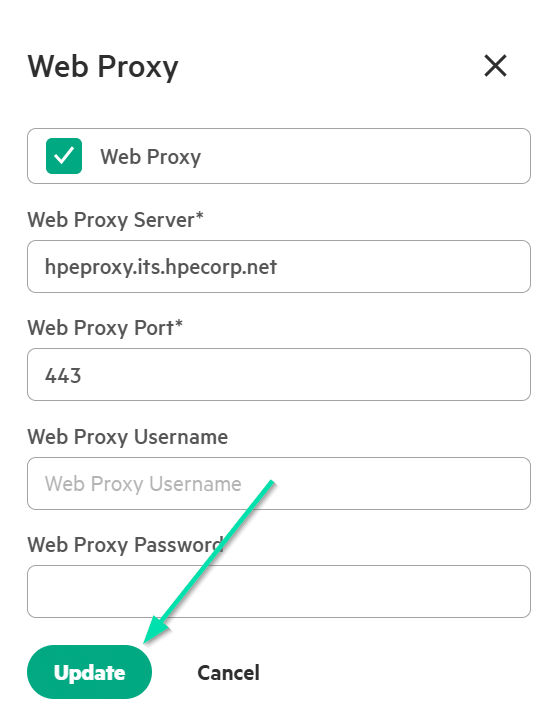 Web Proxy
Web Proxy
Web Proxy Server*
hpeproxy.its.hpecorp.net
Web Proxy Port*
443
Web Proxy Username
Web Proxy Username
Web Proxy Password
Update
Cancel